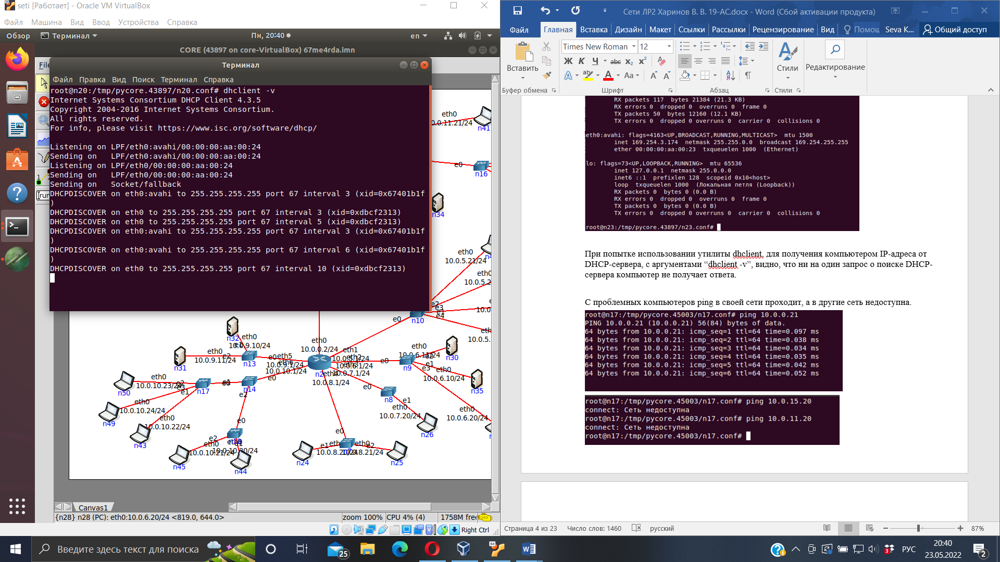 seti [Работает] - Oracle VM VirtualBox
Файл Машина Вид Ввод Устройства Справка
Обзор Терминал Пн, 20:40 en
CORE (43897 on core-VirtualBox) 67me4rda.imn
File
Терминал
Файл Правка Вид Поиск Терминал Справка
root@n20:/tmp/pycore.43897/n20.conf# dhclient -v
Internet Systems Consortium DHCP Client 4.3.5
Copyright 2004-2016 Internet Systems Consortium.
All rights reserved.
For info, please visit https://www.isc.org/software/dhcp/
Listening on LPF/eth0:avahi/00:00:00:aa:00:24
Sending on   LPF/eth0:avahi/00:00:00:aa:00:24
Listening on LPF/eth0/00:00:00:aa:00:24
Sending on   LPF/eth0/00:00:00:aa:00:24
Sending on   Socket/fallback
DHCPDISCOVER on eth0:avahi to 255.255.255.255 port 67 interval 3 (xid=0x67401b1f
)
DHCPDISCOVER on eth0 to 255.255.255.255 port 67 interval 3 (xid=0xdbcf2313)
DHCPDISCOVER on eth0 to 255.255.255.255 port 67 interval 5 (xid=0xdbcf2313)
DHCPDISCOVER on eth0:avahi to 255.255.255.255 port 67 interval 3 (xid=0x67401b1f
)
DHCPDISCOVER on eth0:avahi to 255.255.255.255 port 67 interval 6 (xid=0x67401b1f
)
DHCPDISCOVER on eth0 to 255.255.255.255 port 67 interval 10 (xid=0xdbcf2313)
eth0
0.0.11.21/24
n41
e0
n16
n34
eth0
10.0.5.21/24
eth0
10.0.5.2
e2
e3
e1
e4
e0
n10
eth
10.0.5.
n32
10.0.9.10/24
eth0
10.0.9.11/24
n31
e2
n13
e0
eth5
10.0.9.1/24
eth6
10.0.10.1/24
eth0
10.0.0.2/24
eth1
10.0.5.1/24
eth2
10.0.6.1/24
eth3
10.0.7.1/24
eth4
10.0.8.1/24
n2
e0
n9
eth0
10.0.6.11/24
e2
e1
e3
n30
eth0
10.0.6.10/24
n35
eth0
10.0.6.20/24
n50
eth0
10.0.10.23/24
e2
e3
e1
n17
e0
n14
e0
e2
n49
eth0
10.0.10.24/24
n43
eth0
10.0.10.22/24
e0
e2
eth0
10.0.10.21/24
10.0.10.20/24
n45
n44
e0
n8
e1
eth0
10.0.7.20/24
n26
e0
n7
e1
eth0
10.0.8.20/24
eth0
e2
10.0.8.21/24
n24
n25
Canvas1
{n28} n28 (PC): eth0:10.0.6.20/24 <819.0, 644.0>
zoom 100%
CPU 4% (4)
1758M free
CHECK
Right Ctrl
Сети ЛР2 Харинов В. В. 19-АС.docx - Word (Сбой активации продукта)
Файл Главная Вставка Дизайн Макет Ссылки Рассылки Рецензирование Вид Помощ Seva K... Общий доступ
Вставить
Times New Roman 12
Ж К Ч abc x₂ x²
Стили
Редактирование
Буфер обмена Шрифт Абзац Стили
RX packets 117  bytes 21384 (21.3 KB)
RX errors 0  dropped 0  overruns 0  frame 0
TX packets 50  bytes 12160 (12.1 KB)
TX errors 0  dropped 0 overruns 0  carrier 0  collisions 0
eth0:avahi: flags=4163<UP,BROADCAST,RUNNING,MULTICAST>  mtu 1500
inet 169.254.3.174  netmask 255.255.0.0  broadcast 169.254.255.255
ether 00:00:00:aa:00:23  txqueuelen 1000  (Ethernet)
lo: flags=73<UP,LOOPBACK,RUNNING>  mtu 65536
inet 127.0.0.1  netmask 255.0.0.0
inet6 ::1  prefixlen 128  scopeid 0x10<host>
loop  txqueuelen 1000  (Локальная петля (Loopback))
RX packets 0  bytes 0 (0.0 B)
RX errors 0  dropped 0  overruns 0  frame 0
TX packets 0  bytes 0 (0.0 B)
TX errors 0  dropped 0 overruns 0  carrier 0  collisions 0
root@n23:/tmp/pycore.43897/n23.conf#
При попытке использовании утилиты dhclient, для получения компьютером IP-адреса от
DHCP-сервера, с аргументами “dhclient -v”, видно, что ни на один запрос о поиске DHCP-
сервера компьютер не получает ответа.
С проблемных компьютеров ping в своей сети проходит, а в другие сеть недоступна.
root@n17:/tmp/pycore.45003/n17.conf# ping 10.0.0.21
PING 10.0.0.21 (10.0.0.21) 56(84) bytes of data.
64 bytes from 10.0.0.21: icmp_seq=1 ttl=64 time=0.097 ms
64 bytes from 10.0.0.21: icmp_seq=2 ttl=64 time=0.038 ms
64 bytes from 10.0.0.21: icmp_seq=3 ttl=64 time=0.034 ms
64 bytes from 10.0.0.21: icmp_seq=4 ttl=64 time=0.035 ms
64 bytes from 10.0.0.21: icmp_seq=5 ttl=64 time=0.042 ms
64 bytes from 10.0.0.21: icmp_seq=6 ttl=64 time=0.052 ms
root@n17:/tmp/pycore.45003/n17.conf# ping 10.0.15.20
connect: Сеть недоступна
root@n17:/tmp/pycore.45003/n17.conf# ping 10.0.11.20
connect: Сеть недоступна
root@n17:/tmp/pycore.45003/n17.conf#
Страница 4 из 23 Число слов: 1460 русский 87%
Введите здесь текст для поиска
25
64
3
РУС
20:40
23.05.2022
2